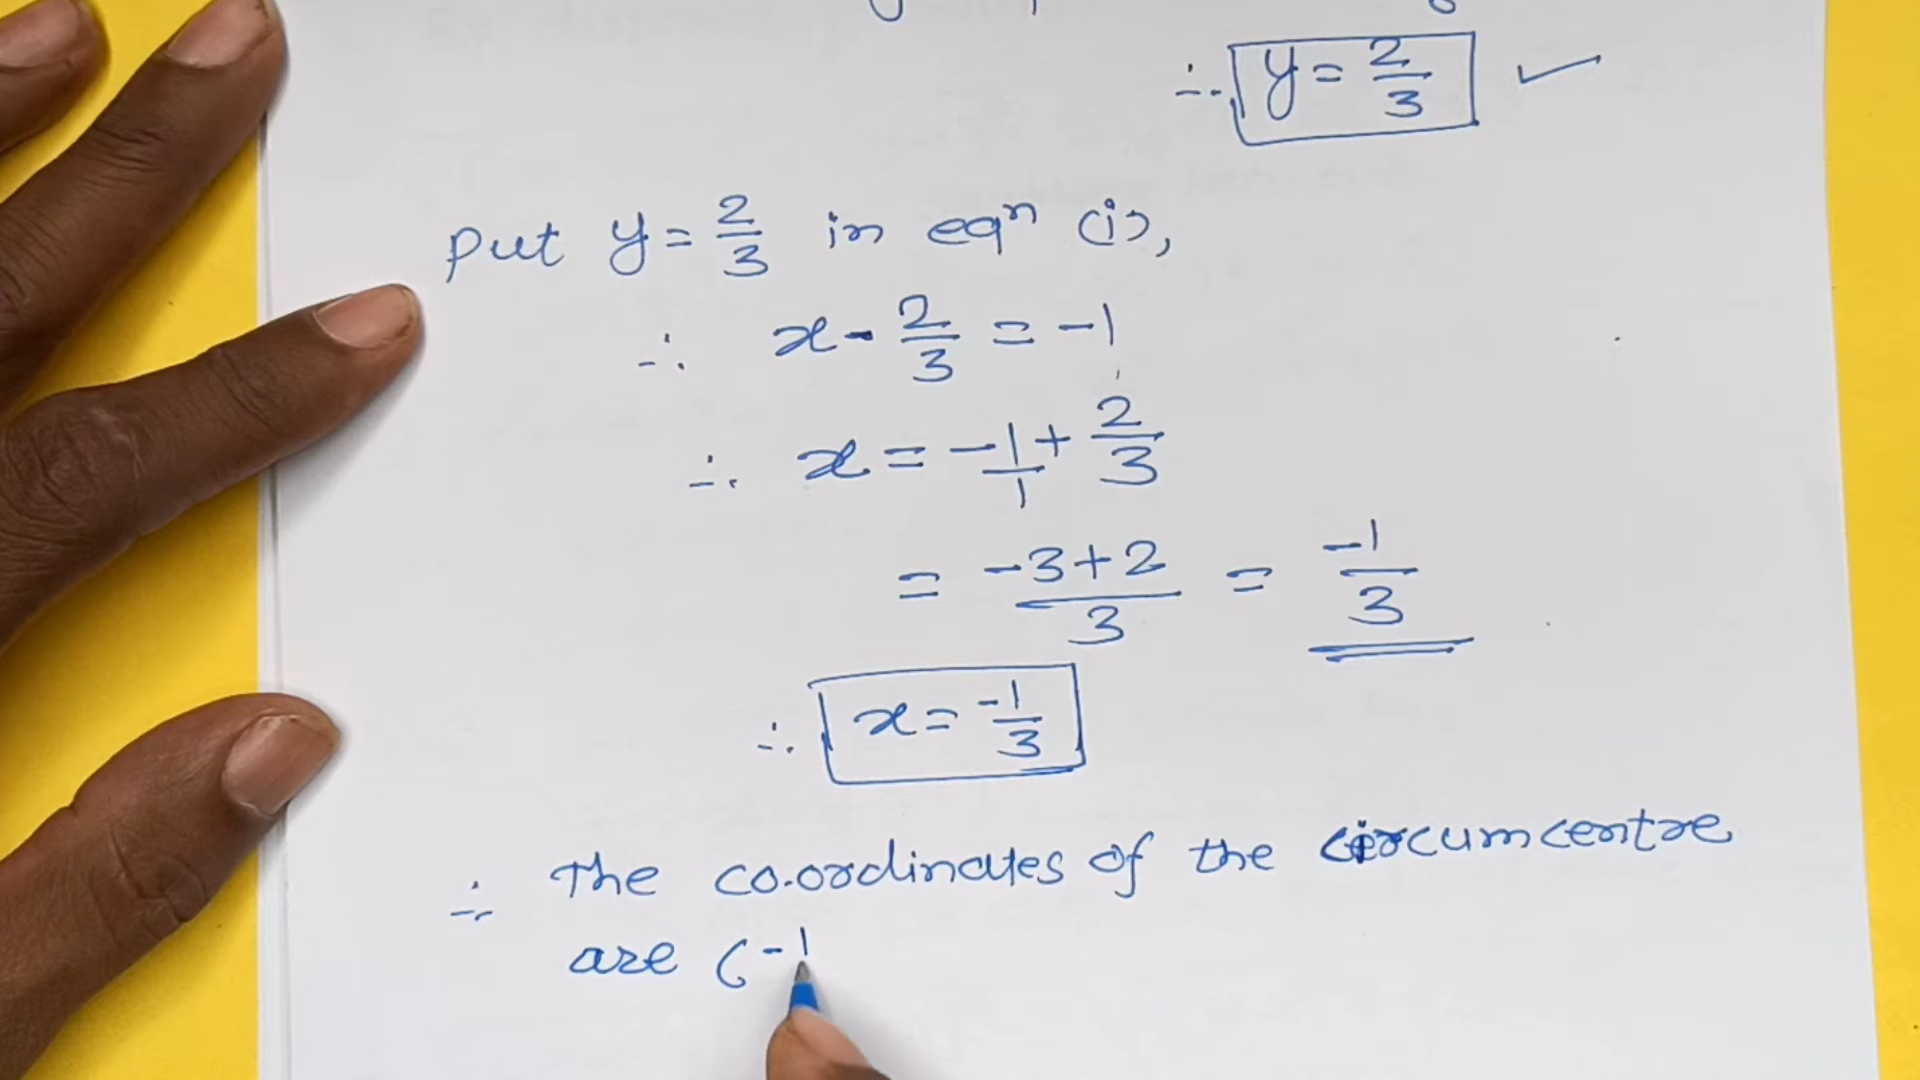 ∴ y = 2/3 ✓
Put y = 2/3 in eqⁿ (i),
∴ x - 2/3 = -1
∴ x = -1/1 + 2/3
= -3+2/3 = -1/3
∴ x = -1/3
∴ The co.ordinates of the circumcentre
are (-1